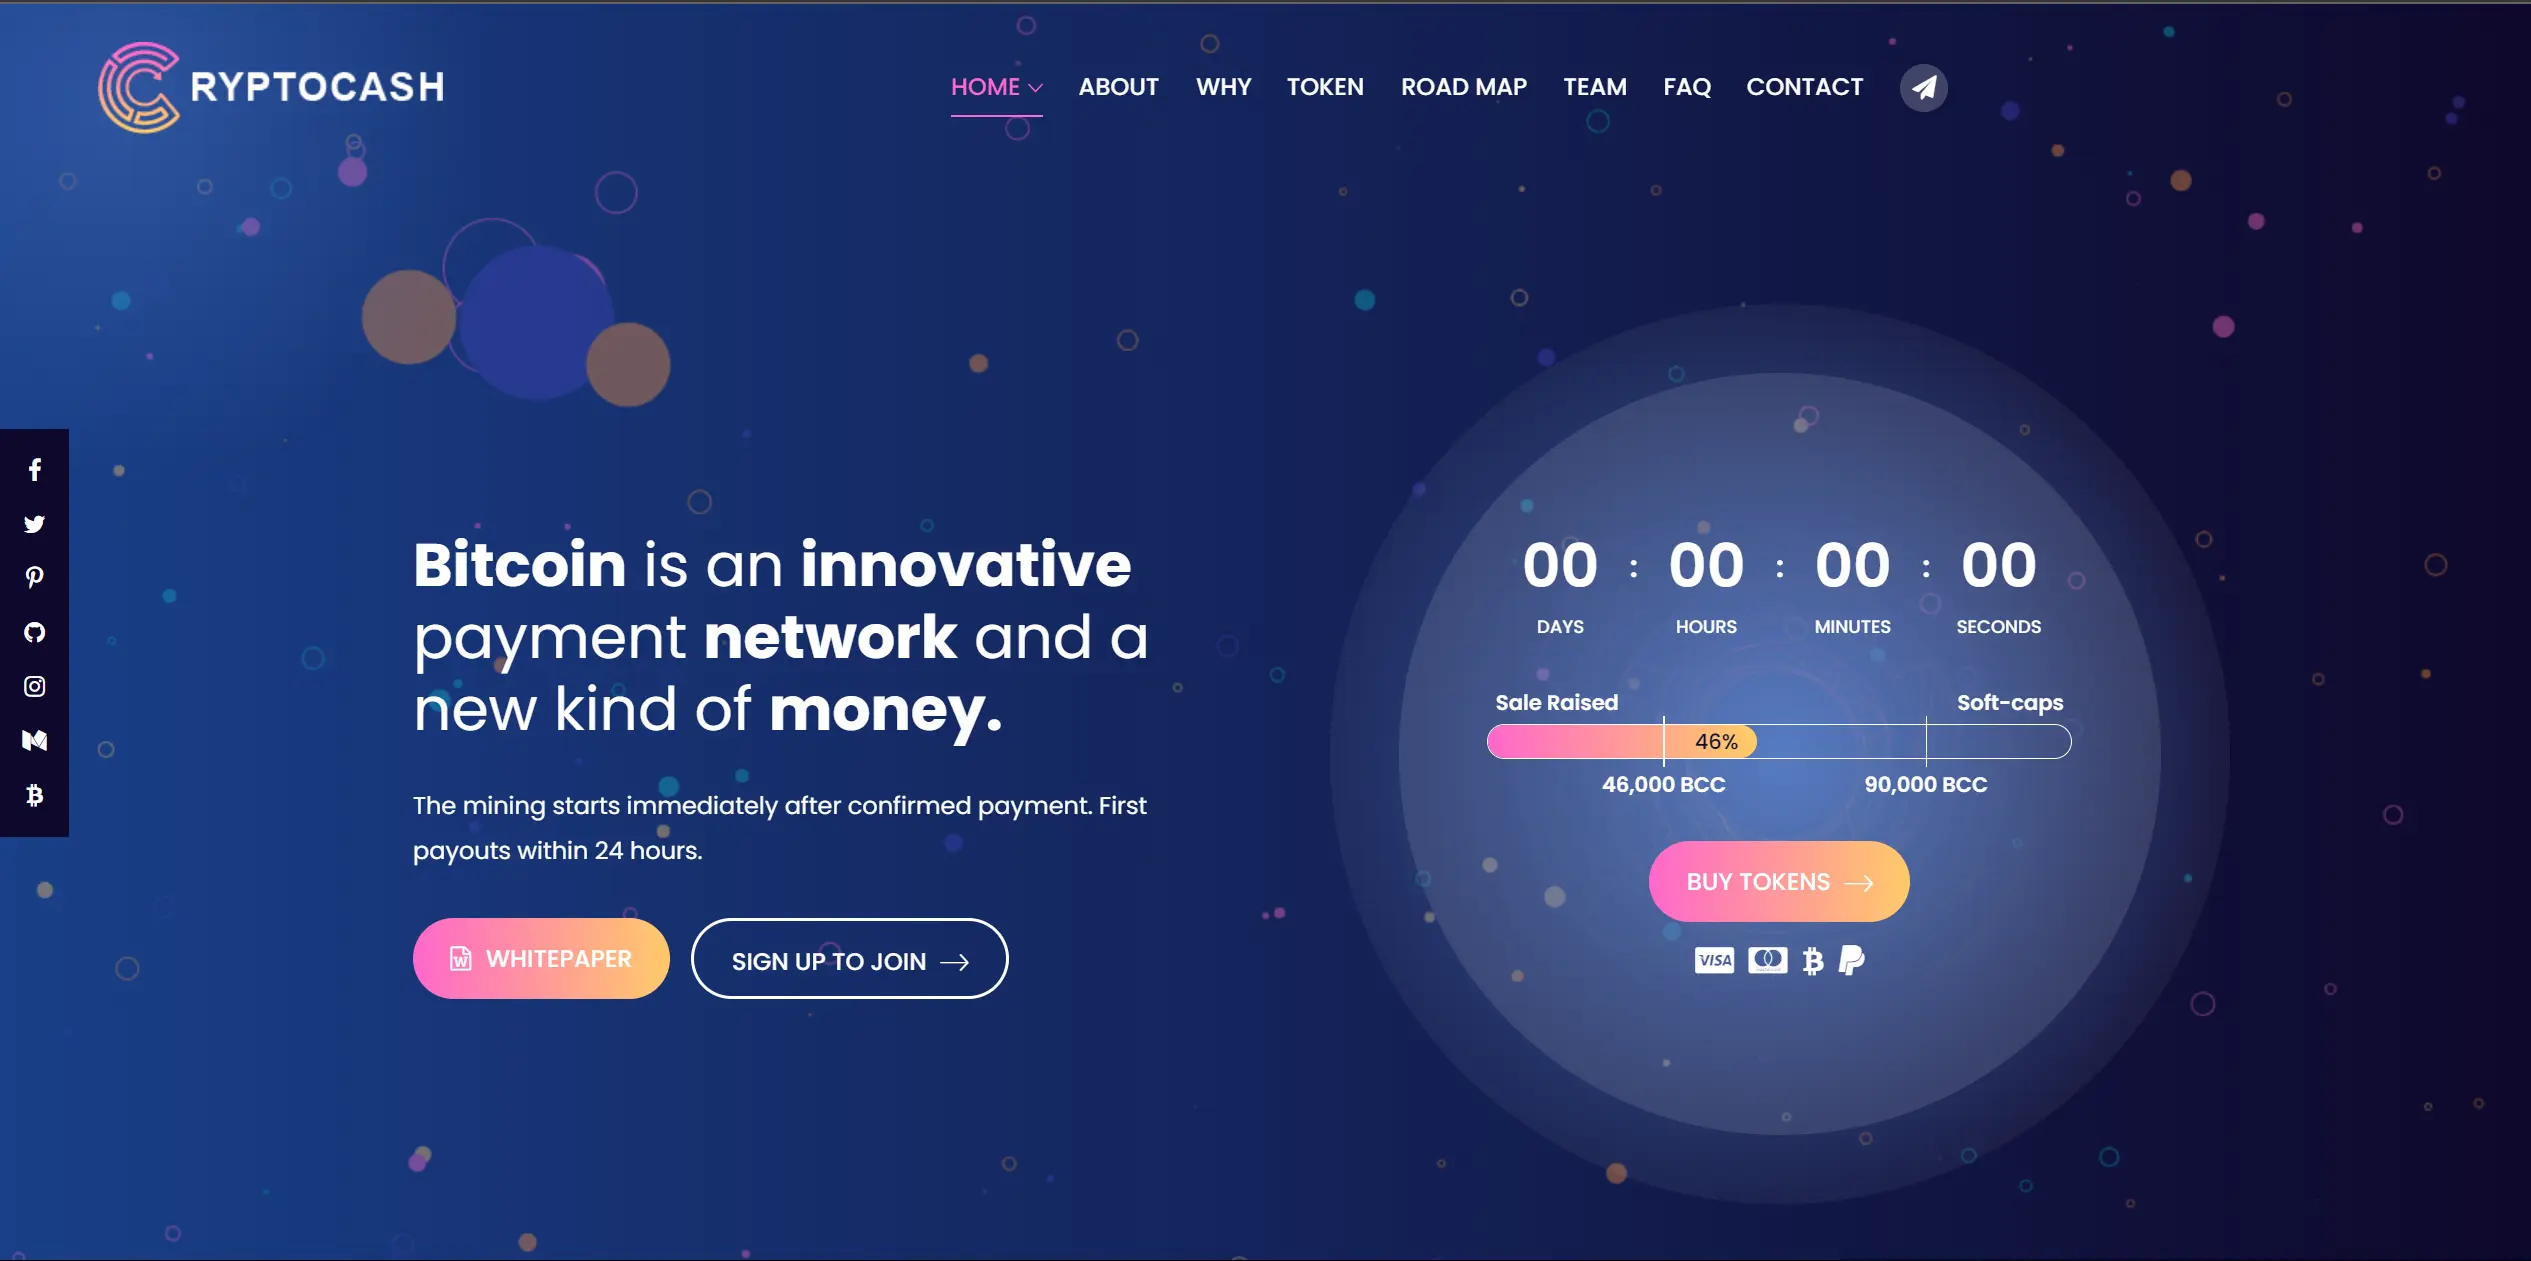 CRYPTOCASH
HOME ABOUT WHY TOKEN ROAD MAP TEAM FAQ CONTACT
Bitcoin is an innovative
payment network and a
new kind of money.
The mining starts immediately after confirmed payment. First
payouts within 24 hours.
WHITEPAPER
SIGN UP TO JOIN
00 : 00 : 00 : 00
DAYS HOURS MINUTES SECONDS
Sale Raised Soft-caps
46%
46,000 BCC 90,000 BCC
BUY TOKENS
VISA